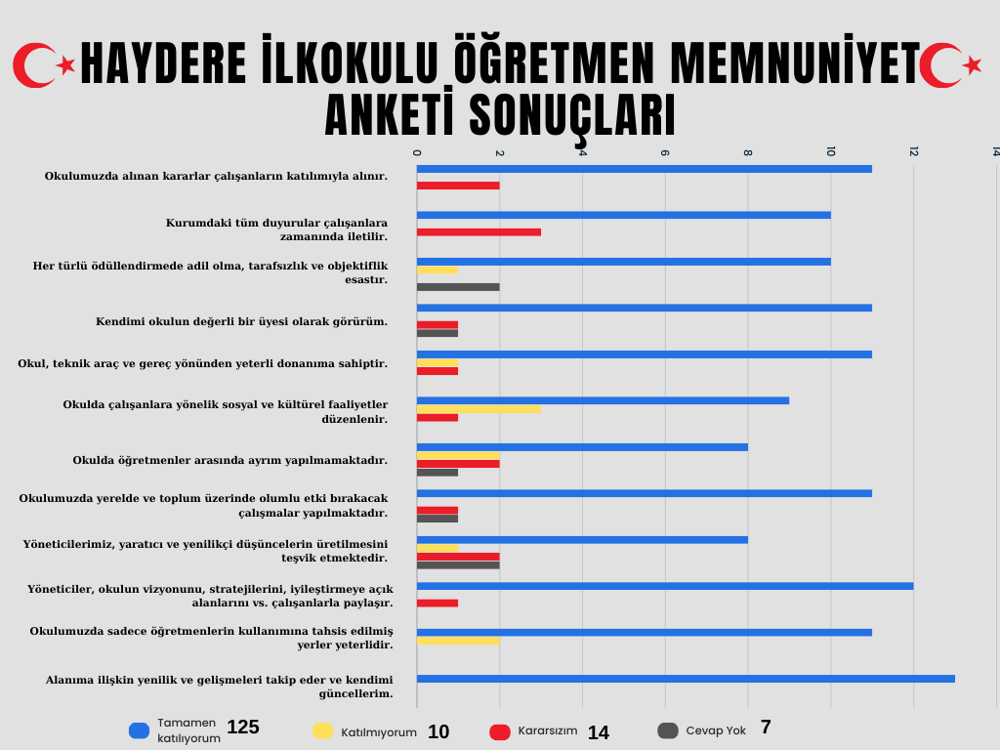 HAYDERE İLKOKULU ÖĞRETMEN MEMNUNİYET
ANKETİ SONUÇLARI
0 2 4 6 8 10 12 14
Okulumuzda alınan kararlar çalışanların katılımıyla alınır.
Kurumdaki tüm duyurular çalışanlara
zamanında iletilir.
Her türlü ödüllendirmede adil olma, tarafsızlık ve objektiflik
esastır.
Kendimi okulun değerli bir üyesi olarak görürüm.
Okul, teknik araç ve gereç yönünden yeterli donanıma sahiptir.
Okulda çalışanlara yönelik sosyal ve kültürel faaliyetler
düzenlenir.
Okulda öğretmenler arasında ayrım yapılmamaktadır.
Okulumuzda yerelde ve toplum üzerinde olumlu etki bırakacak
çalışmalar yapılmaktadır.
Yöneticilerimiz, yaratıcı ve yenilikçi düşüncelerin üretilmesini
teşvik etmektedir.
Yöneticiler, okulun vizyonunu, stratejilerini, iyileştirmeye açık
alanlarını vs. çalışanlarla paylaşır.
Okulumuzda sadece öğretmenlerin kullanımına tahsis edilmiş
yerler yeterlidir.
Alanıma ilişkin yenilik ve gelişmeleri takip eder ve kendimi
güncellerim.
Tamamen
katılıyorum 125
Katılmıyorum 10
Kararsızım 14
Cevap Yok 7